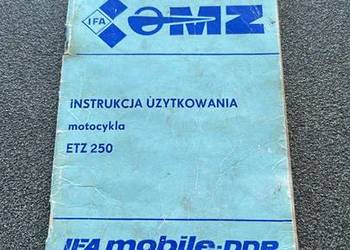 IFA MZ
INSTRUKCJA UŻYTKOWANIA
motocykla
ETZ 250
IFA mobile-DDR